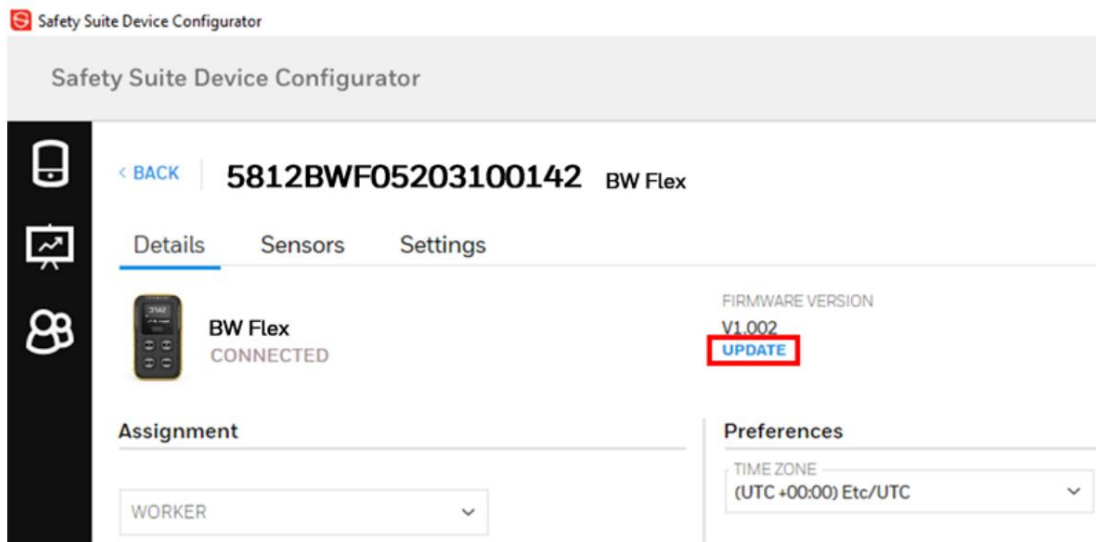 Safety Suite Device Configurator
Safety Suite Device Configurator
< BACK
5812BWF05203100142 BW Flex
Details Sensors Settings
BW Flex
CONNECTED
FIRMWARE VERSION
V1.002
UPDATE
Assignment
WORKER
Preferences
TIME ZONE
(UTC +00:00) Etc/UTC